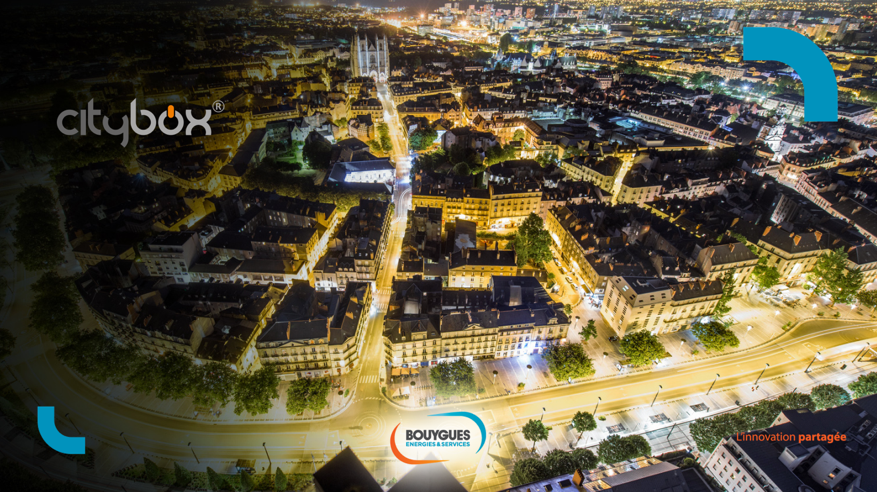 citybox®
BOUYGUES
ENERGIES & SERVICES
L'innovation partagée